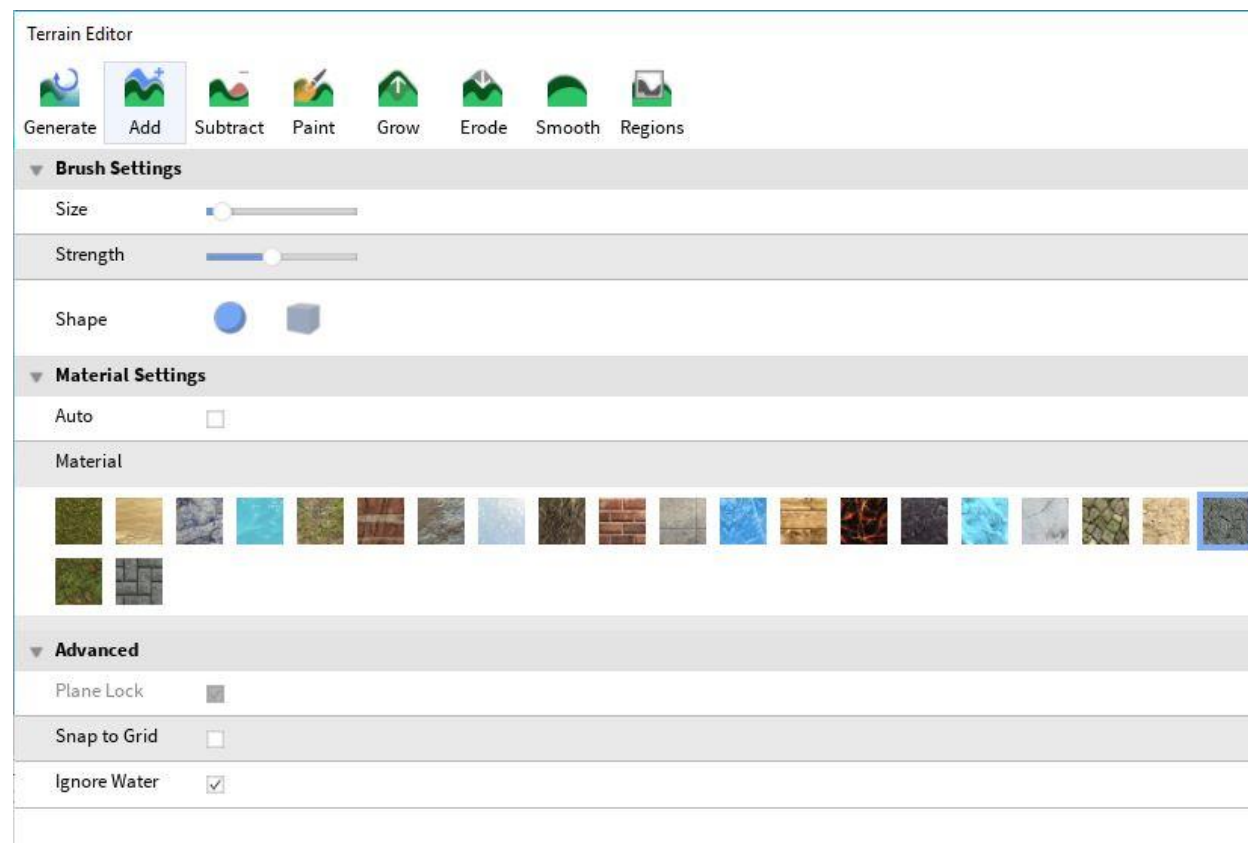 Terrain Editor
Generate Add Subtract Paint Grow Erode Smooth Regions
Brush Settings
Size
Strength
Shape
Material Settings
Auto
Material
Advanced
Plane Lock
Snap to Grid
Ignore Water